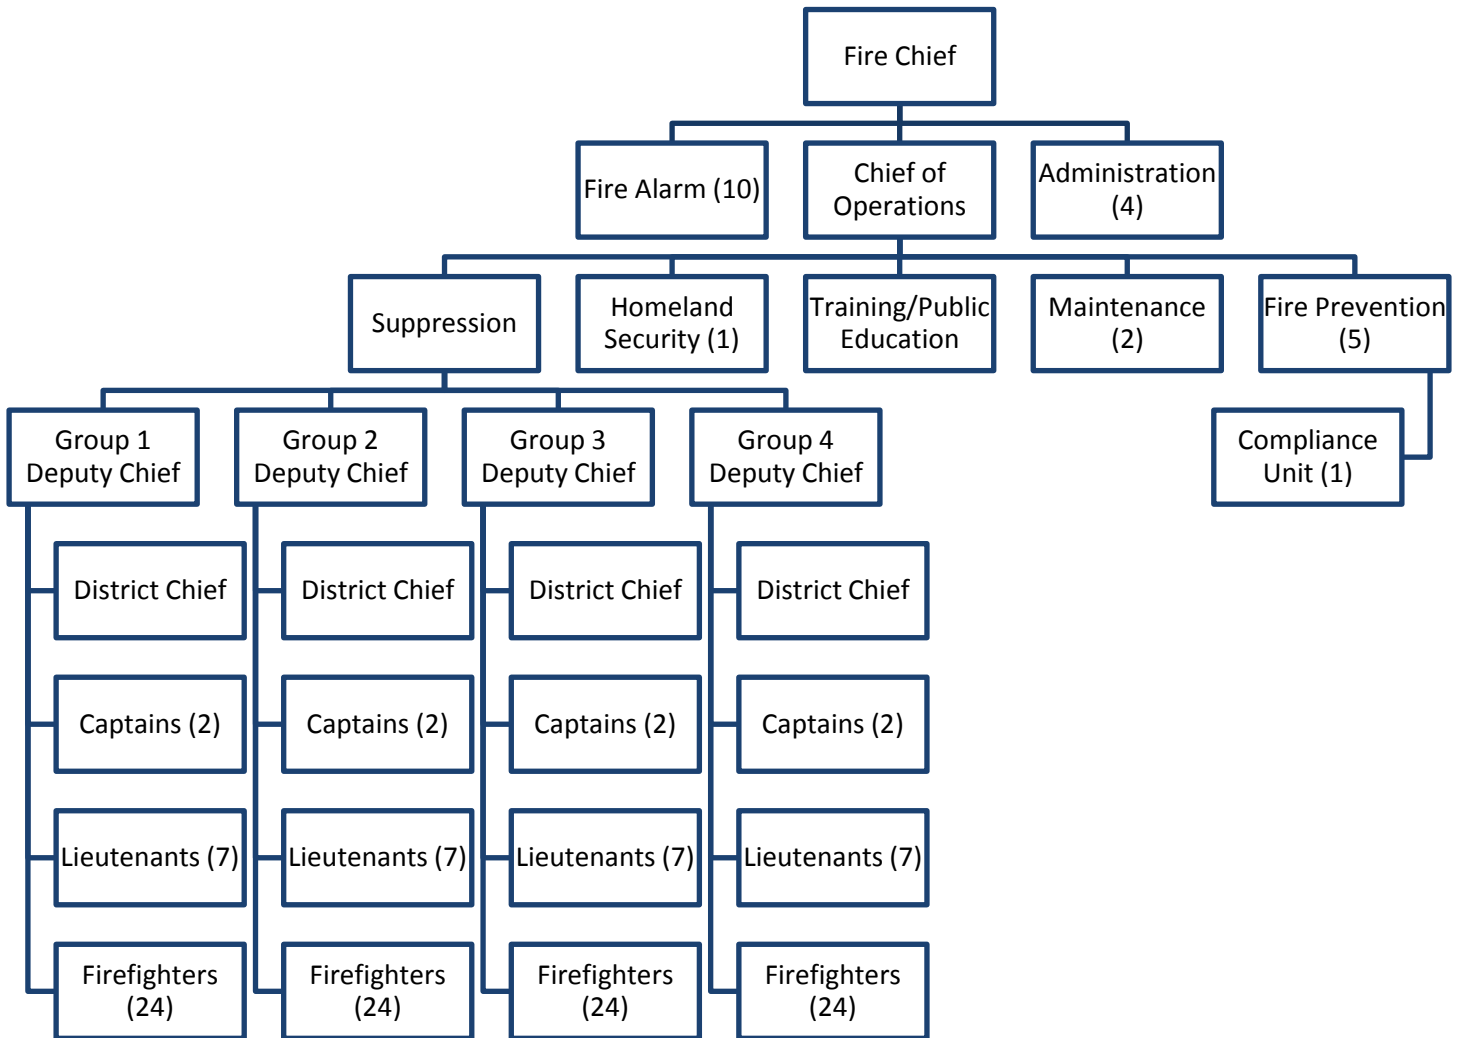 Fire Chief
Fire Alarm (10)
Chief of
Operations
Administration
(4)
Suppression
Homeland
Security (1)
Training/Public
Education
Maintenance
(2)
Fire Prevention
(5)
Group 1
Deputy Chief
Group 2
Deputy Chief
Group 3
Deputy Chief
Group 4
Deputy Chief
Compliance
Unit (1)
District Chief
District Chief
District Chief
District Chief
Captains (2)
Captains (2)
Captains (2)
Captains (2)
Lieutenants (7)
Lieutenants (7)
Lieutenants (7)
Lieutenants (7)
Firefighters
(24)
Firefighters
(24)
Firefighters
(24)
Firefighters
(24)